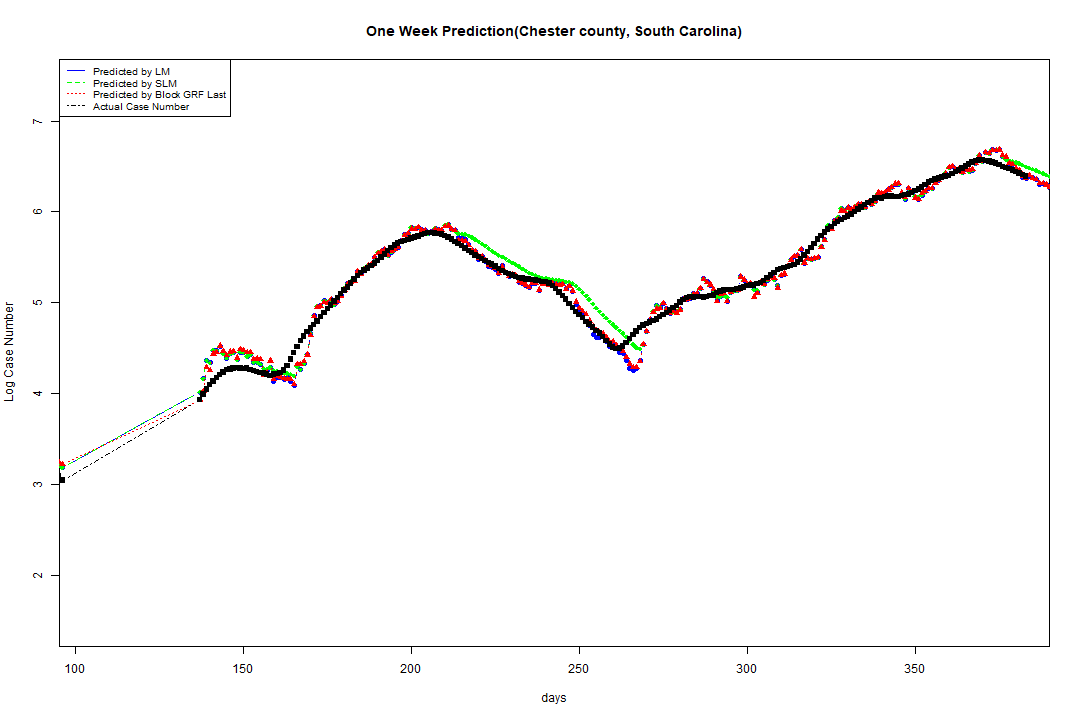 One Week Prediction(Chester county, South Carolina)
Predicted by LM
Predicted by SLM
Predicted by Block GRF Last
Actual Case Number
Log Case Number
7
6
5
4
3
2
100 150 200 250 300 350
days